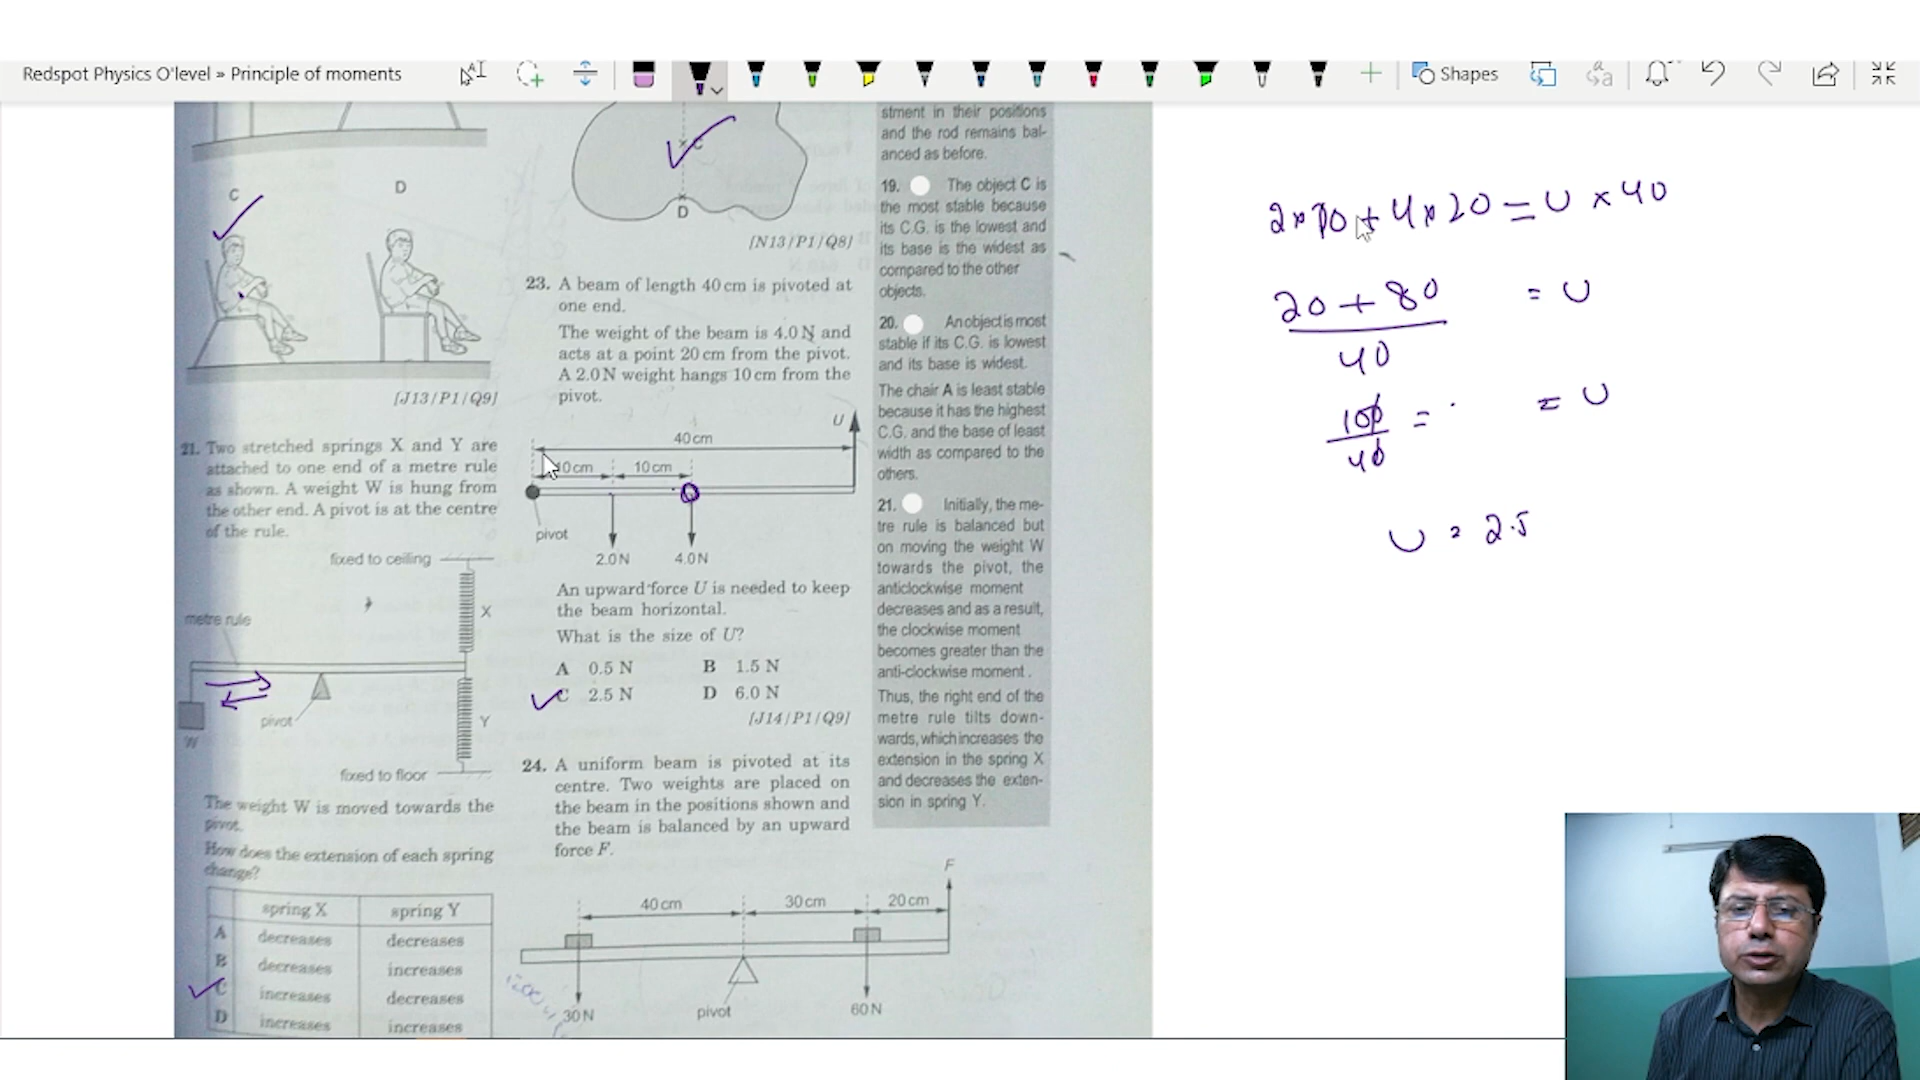 Redspot Physics O'level » Principle of moments
Shapes
C
D
[J13/P1/Q9]
21. Two stretched springs X and Y are
attached to one end of a metre rule
as shown. A weight W is hung from
the other end. A pivot is at the centre
of the rule.
fixed to ceiling
X
metre rule
pivot
Y
W
fixed to floor
The weight W is moved towards the
pivot.
How does the extension of each spring
change?
spring X spring Y
A decreases decreases
B decreases increases
C increases decreases
D increases increases
C
D
[N13/P1/Q8]
23. A beam of length 40 cm is pivoted at
one end.
The weight of the beam is 4.0 N and
acts at a point 20 cm from the pivot.
A 2.0 N weight hangs 10 cm from the
pivot.
U
40 cm
10 cm 10 cm
pivot
2.0 N 4.0 N
An upward force U is needed to keep
the beam horizontal.
What is the size of U?
A 0.5 N B 1.5 N
C 2.5 N D 6.0 N
[J14/P1/Q9]
24. A uniform beam is pivoted at its
centre. Two weights are placed on
the beam in the positions shown and
the beam is balanced by an upward
force F.
F
40 cm 30 cm 20 cm
30 N pivot 60 N
stment in their positions
and the rod remains bal-
anced as before.
19. The object C is
the most stable because
its C.G. is the lowest and
its base is the widest as
compared to the other
objects.
20. An object is most
stable if its C.G. is lowest
and its base is widest.
The chair A is least stable
because it has the highest
C.G. and the base of least
width as compared to the
others.
21. Initially, the me-
tre rule is balanced but
on moving the weight W
towards the pivot, the
anticlockwise moment
decreases and as a result,
the clockwise moment
becomes greater than the
anti-clockwise moment.
Thus, the right end of the
metre rule tilts down-
wards, which increases the
extension in the spring X
and decreases the exten-
sion in spring Y.
2×10+4×20=U×40
20+80 = U
40
100 = = U
40
U = 2.5